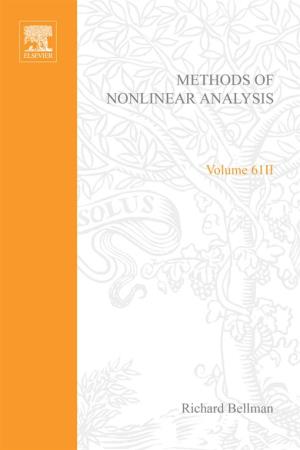 ELSEVIER
METHODS OF
NONLINEAR ANALYSIS
Volume 61II
SOLUS
Richard Bellman